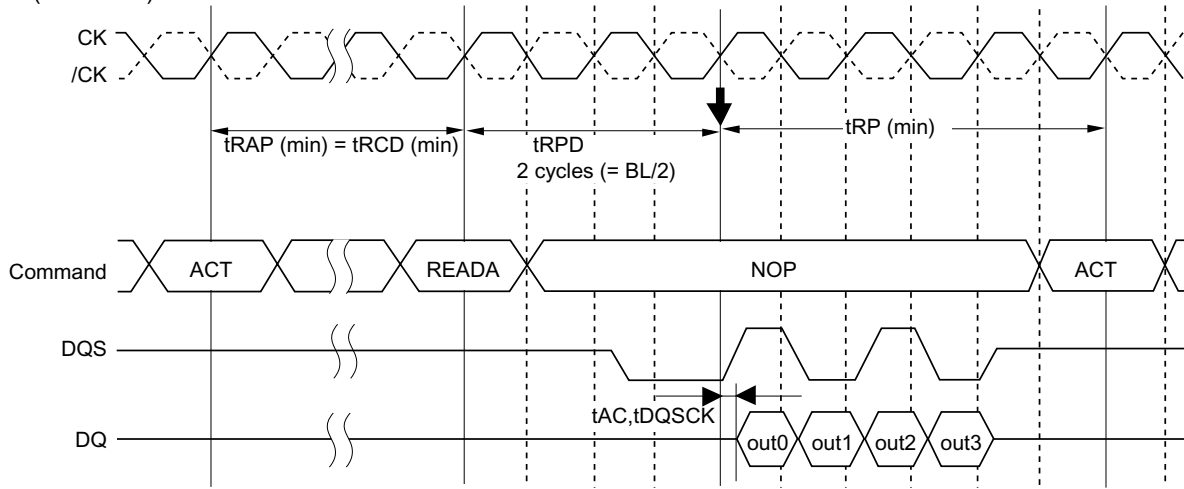 CK
/CK
tRAP (min) = tRCD (min)
tRPD
2 cycles (= BL/2)
tRP (min)
Command
ACT
READA
NOP
ACT
DQS
tAC,tDQSCK
DQ
out0
out1
out2
out3